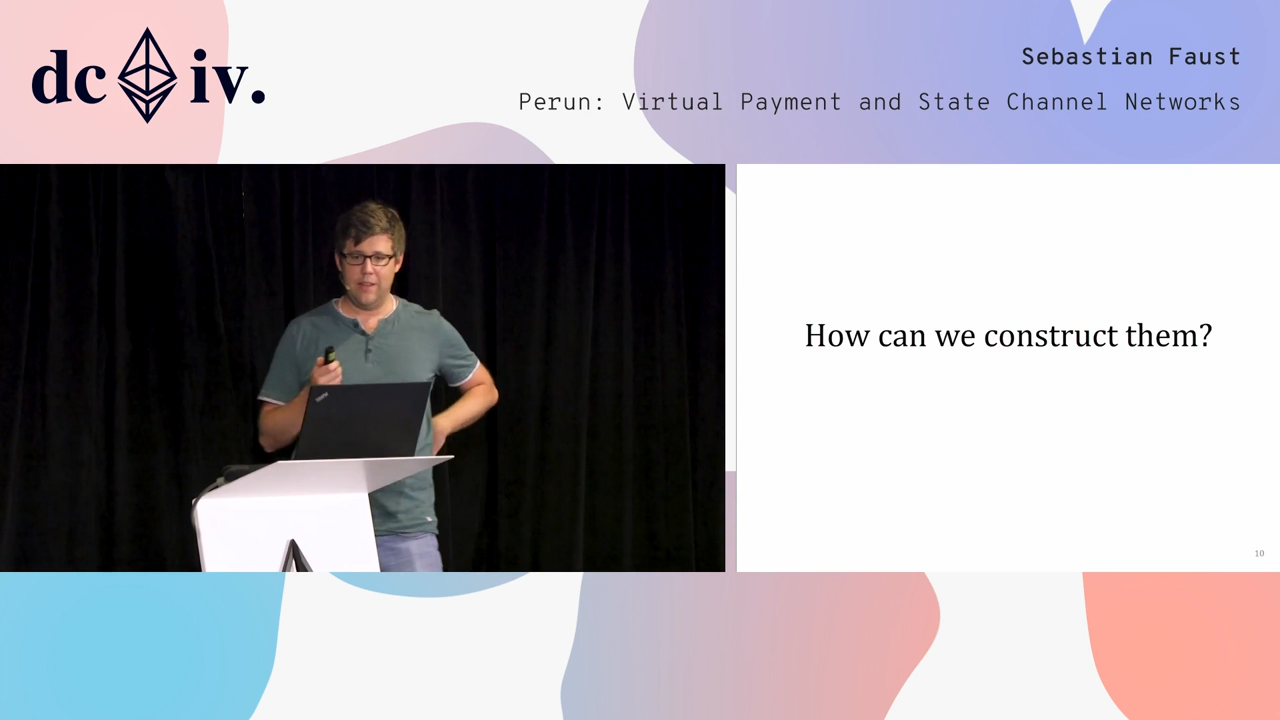 dc iv.
Sebastian Faust
Perun: Virtual Payment and State Channel Networks
How can we construct them?
10